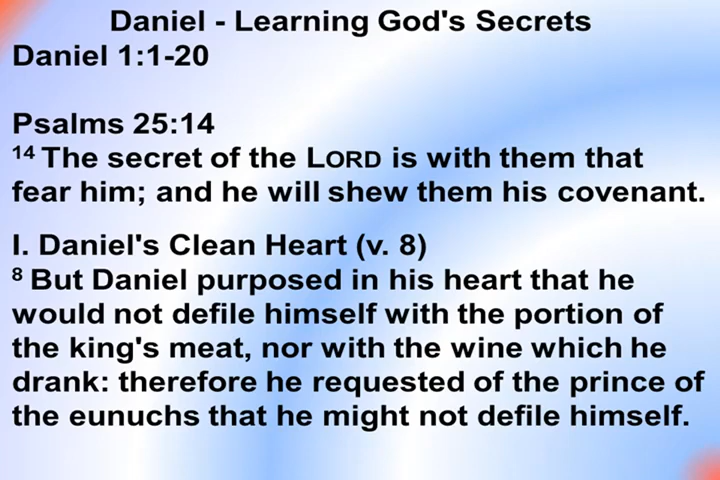 Daniel - Learning God's Secrets
Daniel 1:1-20
Psalms 25:14
14 The secret of the LORD is with them that
fear him; and he will shew them his covenant.
I. Daniel's Clean Heart (v. 8)
8 But Daniel purposed in his heart that he
would not defile himself with the portion of
the king's meat, nor with the wine which he
drank: therefore he requested of the prince of
the eunuchs that he might not defile himself.